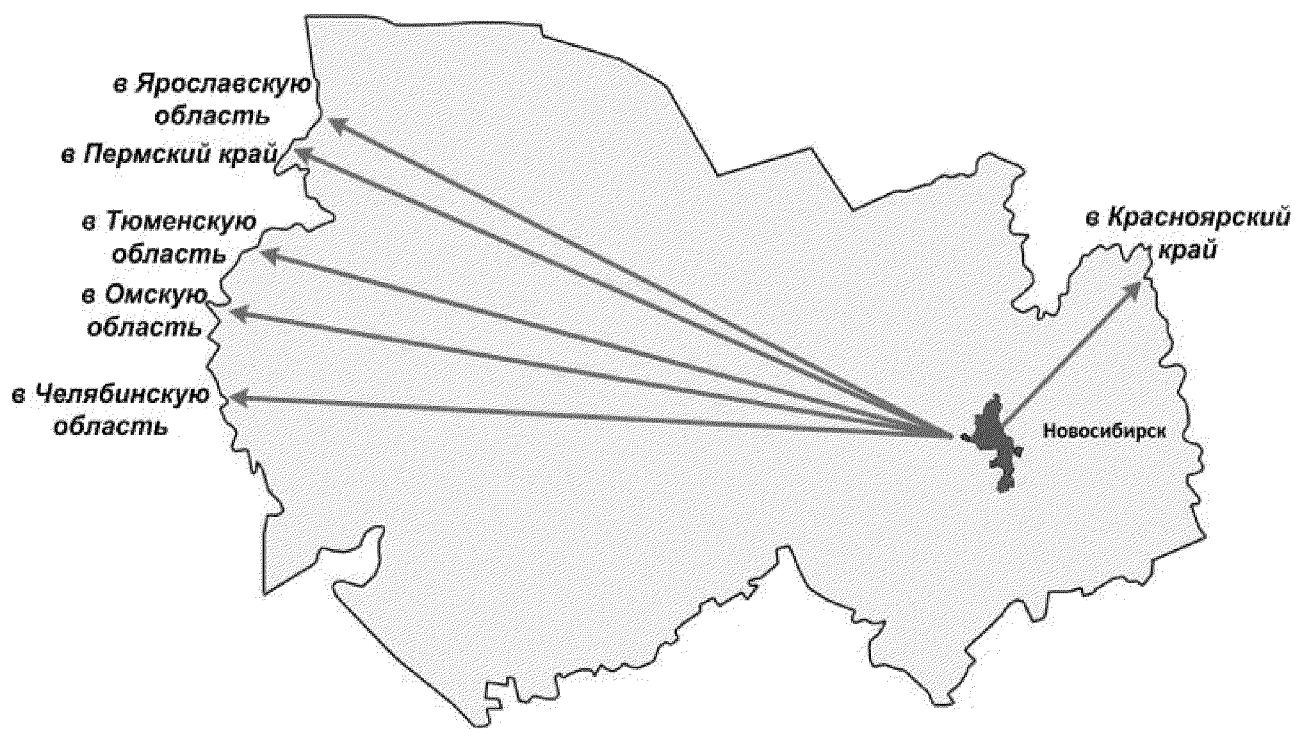 в Ярославскую
область
в Пермский край
в Тюменскую
область
в Омскую
область
в Челябинскую
область
в Красноярский
край
Новосибирск